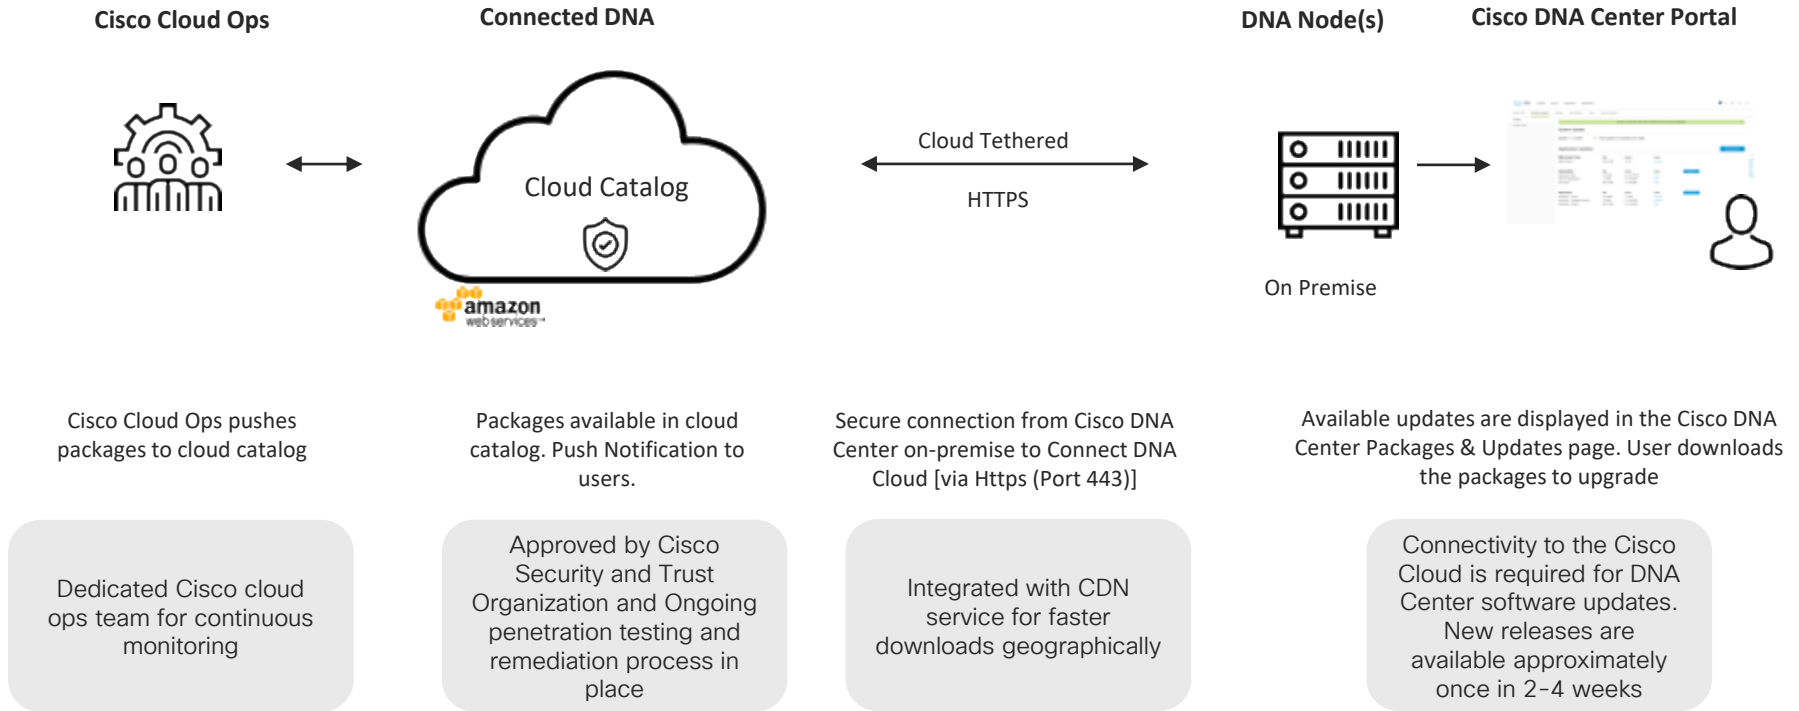 Cisco Cloud Ops
Connected DNA
DNA Node(s)
Cisco DNA Center Portal
Cloud Catalog
amazon
webservices™
Cloud Tethered
HTTPS
On Premise
Cisco Cloud Ops pushes
packages to cloud catalog
Packages available in cloud
catalog. Push Notification to
users.
Secure connection from Cisco DNA
Center on-premise to Connect DNA
Cloud [via Https (Port 443)]
Available updates are displayed in the Cisco DNA
Center Packages & Updates page. User downloads
the packages to upgrade
Dedicated Cisco cloud
ops team for continuous
monitoring
Approved by Cisco
Security and Trust
Organization and Ongoing
penetration testing and
remediation process in
place
Integrated with CDN
service for faster
downloads geographically
Connectivity to the Cisco
Cloud is required for DNA
Center software updates.
New releases are
available approximately
once in 2-4 weeks